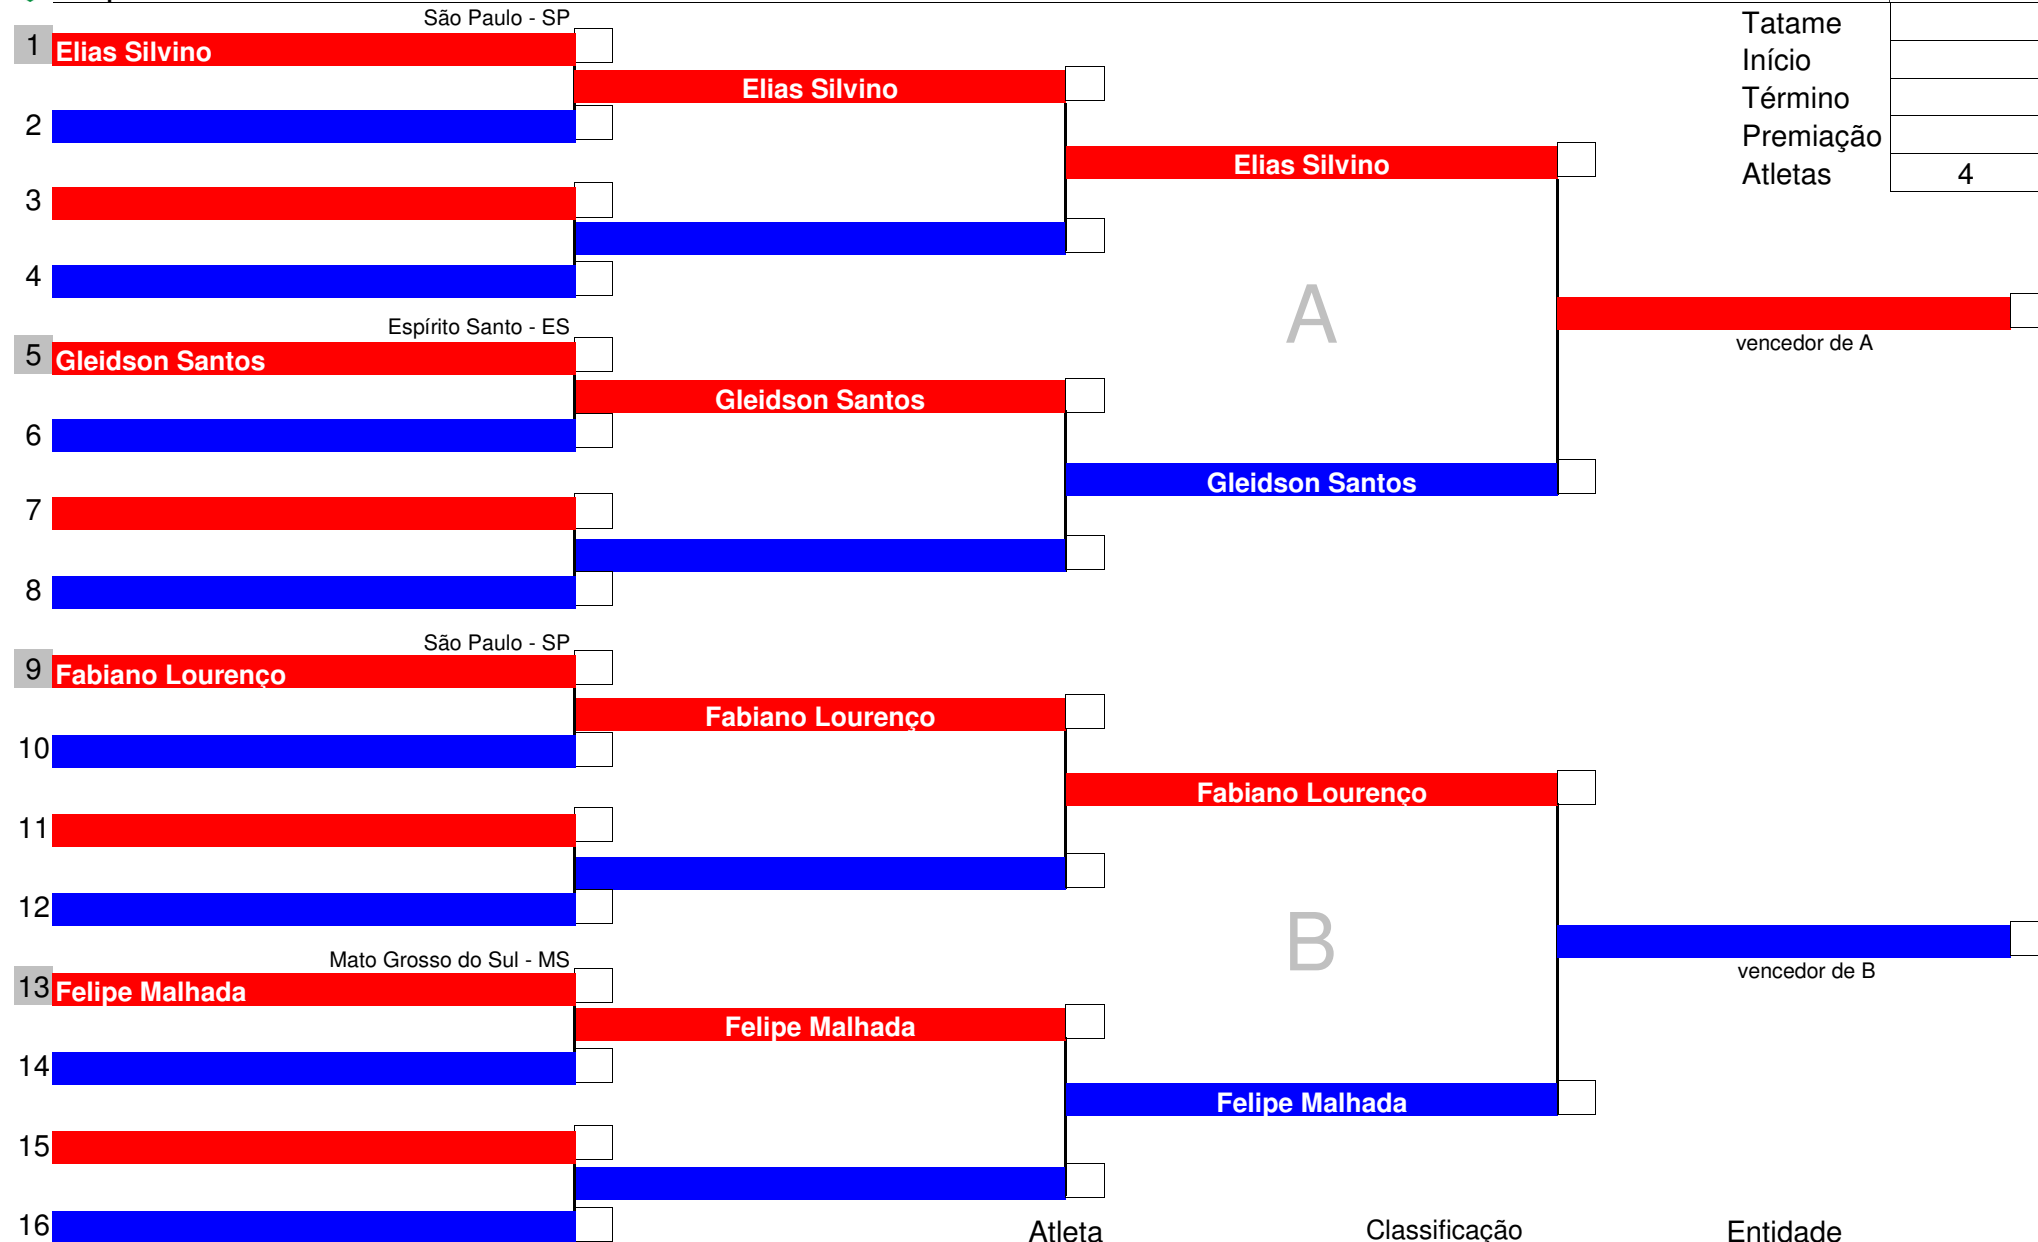 São Paulo - SP
Tatame
1 Elias Silvino
Início
Elias Silvino
Término
2
Premiação
Elias Silvino
Atletas 4
3
4
A
Espírito Santo - ES
vencedor de A
5 Gleidson Santos
Gleidson Santos
6
Gleidson Santos
7
8
São Paulo - SP
9 Fabiano Lourenço
Fabiano Lourenço
10
Fabiano Lourenço
11
12
B
Mato Grosso do Sul - MS
vencedor de B
13 Felipe Malhada
Felipe Malhada
14
Felipe Malhada
15
16
Atleta Classificação Entidade